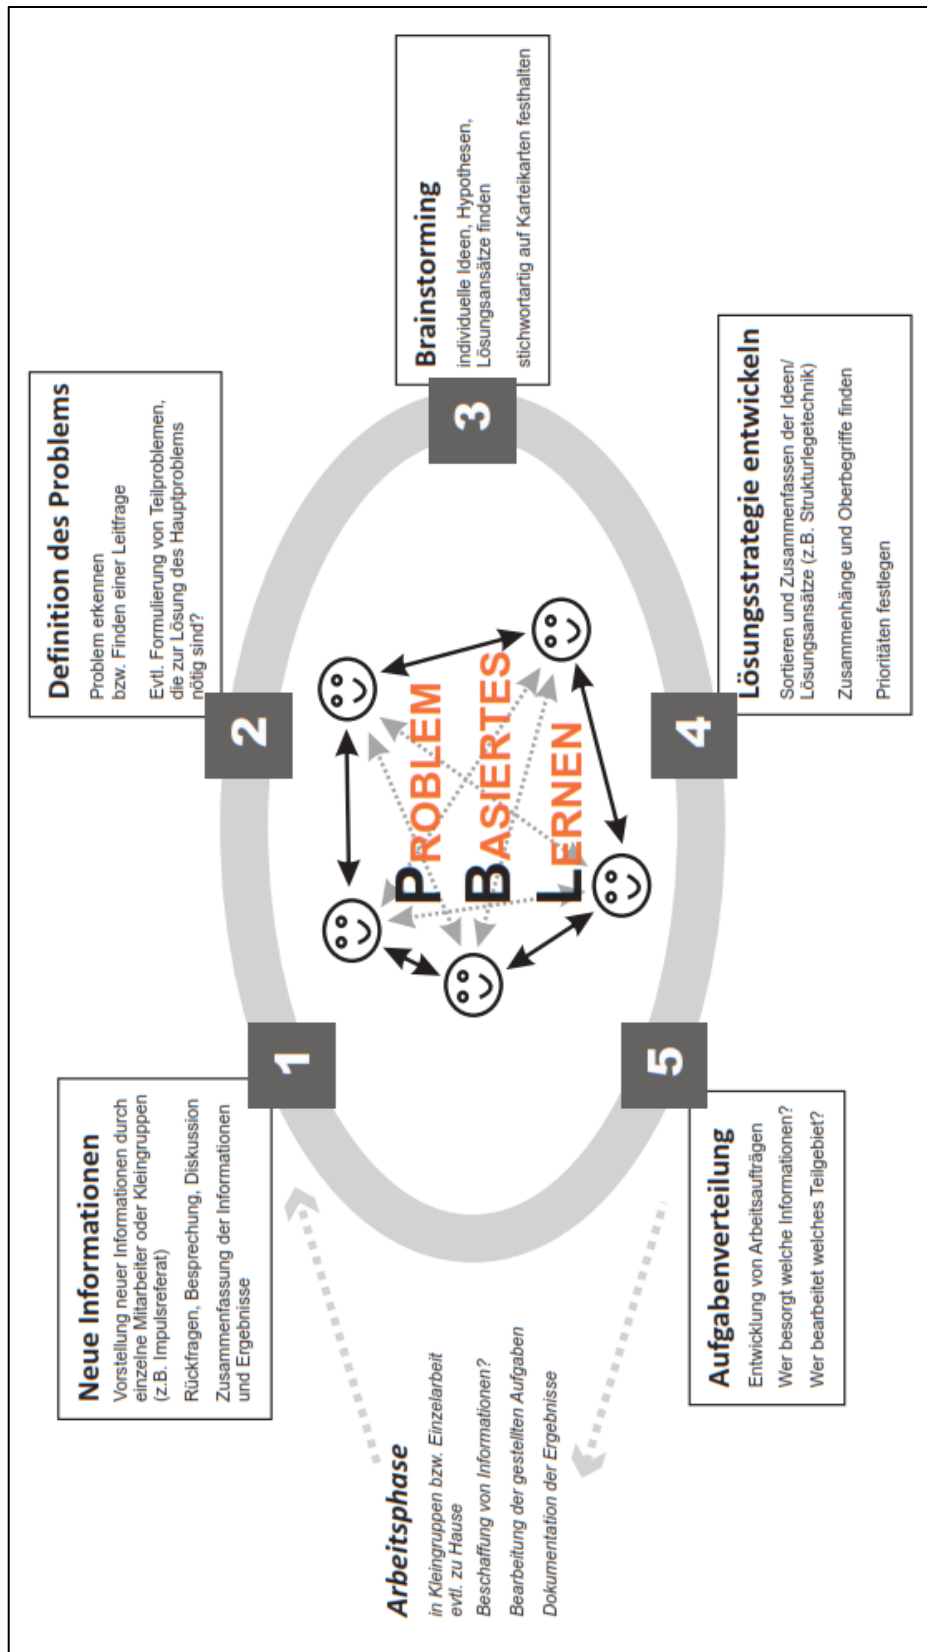 Neue Informationen
Vorstellung neuer Informationen durch
einzelne Mitarbeiter oder Kleingruppen
(z.B. Impulsreferat)
Rückfragen, Besprechung, Diskussion
Zusammenfassung der Informationen
und Ergebnisse
1
Definition des Problems
Problem erkennen
bzw. Finden einer Leitfrage
Evtl. Formulierung von Teilproblemen,
die zur Lösung des Hauptproblems
nötig sind?
2
Brainstorming
individuelle Ideen, Hypothesen,
Lösungsansätze finden
stichwortartig auf Karteikarten festhalten
3
PROBLEM
BASIERTES
LERNEN
Lösungsstrategie entwickeln
Sortieren und Zusammenfassen der Ideen/
Lösungsansätze (z.B. Strukturlegetechnik)
Zusammenhänge und Oberbegriffe finden
Prioritäten festlegen
4
Aufgabenverteilung
Entwicklung von Arbeitsaufträgen
Wer besorgt welche Informationen?
Wer bearbeitet welches Teilgebiet?
5
Arbeitsphase
in Kleingruppen bzw. Einzelarbeit
evtl. zu Hause
Beschaffung von Informationen?
Bearbeitung der gestellten Aufgaben
Dokumentation der Ergebnisse